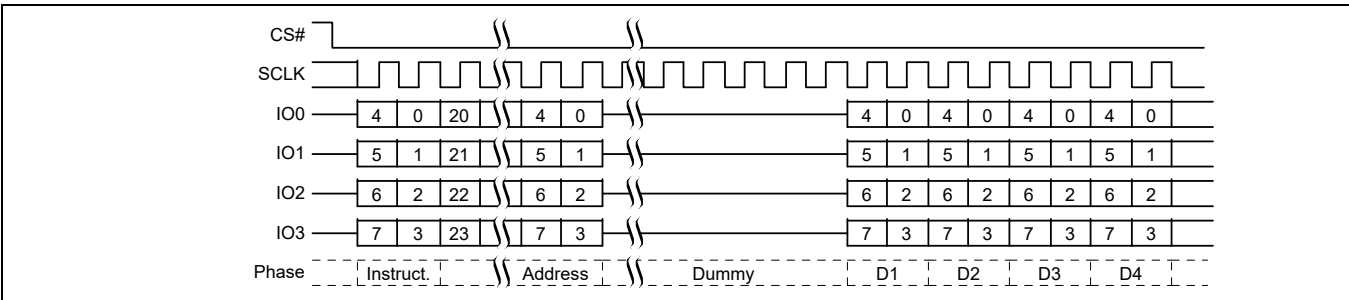 CS#
SCLK
IO0 4 0 20 4 0 4 0 4 0 4 0 4 0
IO1 5 1 21 5 1 5 1 5 1 5 1 5 1
IO2 6 2 22 6 2 6 2 6 2 6 2 6 2
IO3 7 3 23 7 3 7 3 7 3 7 3 7 3
Phase Instruct. Address Dummy D1 D2 D3 D4